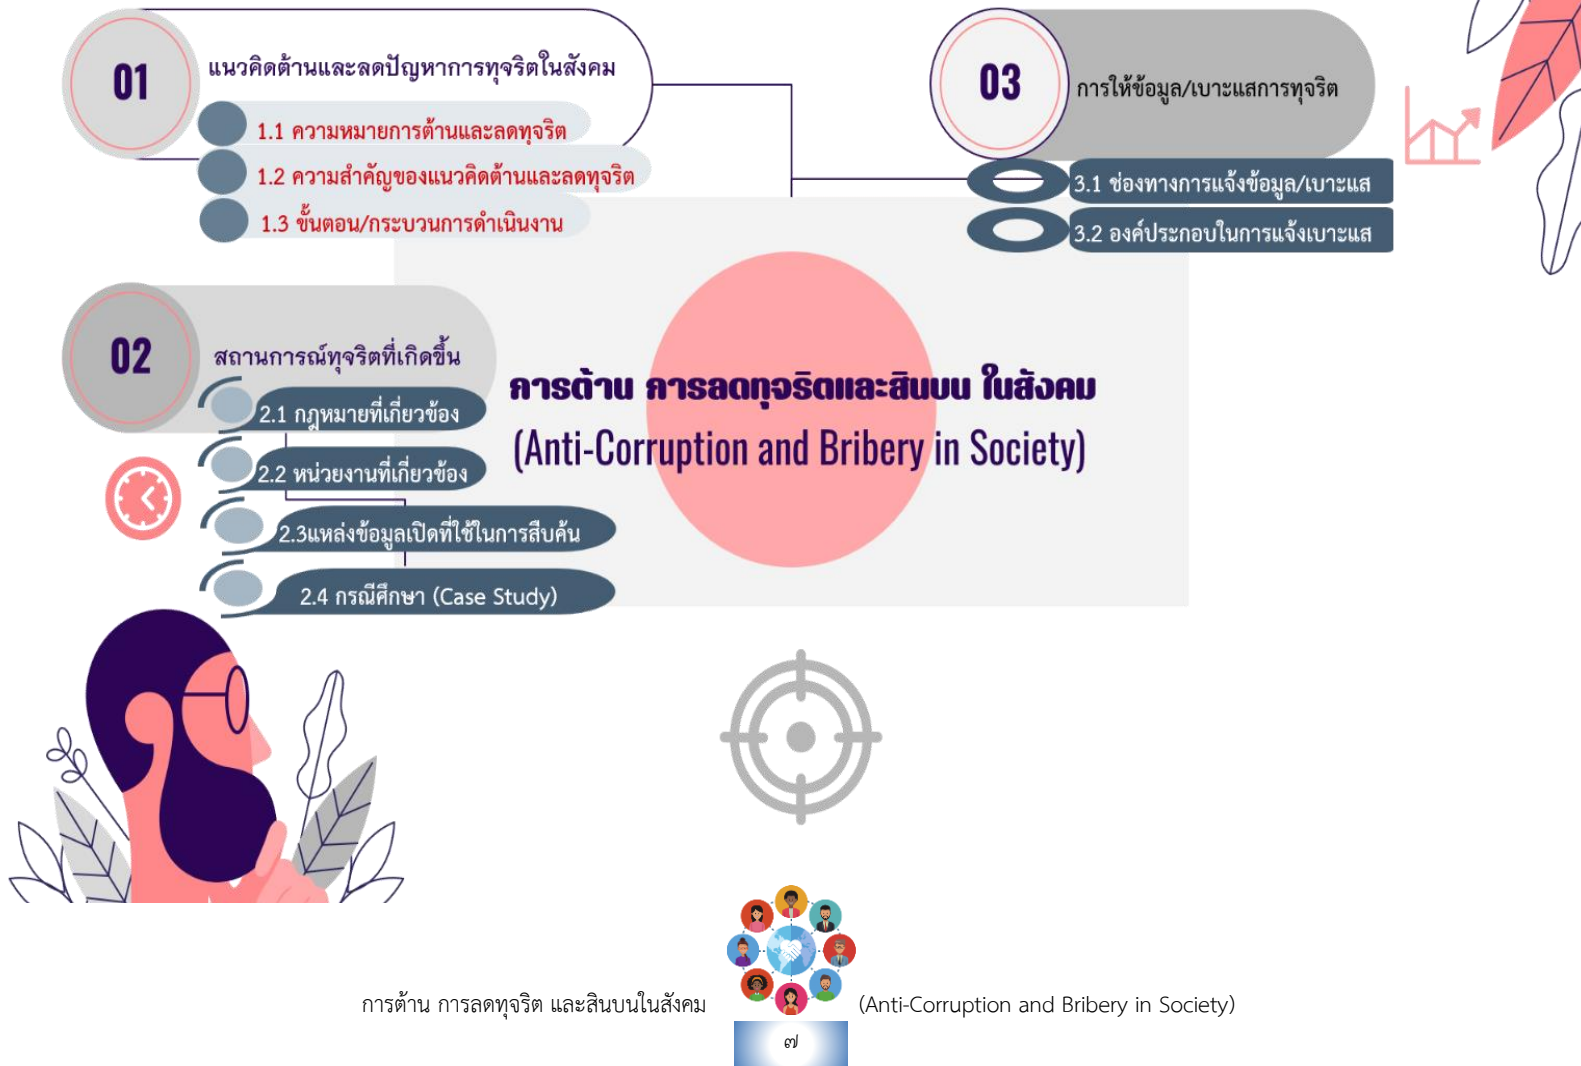 01
แนวคิดต้านและลดปัญหาการทุจริตในสังคม
1.1 ความหมายการต้านและลดทุจริต
1.2 ความสำคัญของแนวคิดต้านและลดทุจริต
1.3 ขั้นตอน/กระบวนการดำเนินงาน
02
สถานการณ์ทุจริตที่เกิดขึ้น
2.1 กฎหมายที่เกี่ยวข้อง
2.2 หน่วยงานที่เกี่ยวข้อง
2.3แหล่งข้อมูลเปิดที่ใช้ในการสืบค้น
2.4 กรณีศึกษา (Case Study)
03
การให้ข้อมูล/เบาะแสการทุจริต
3.1 ช่องทางการแจ้งข้อมูล/เบาะแส
3.2 องค์ประกอบในการแจ้งเบาะแส
การต้าน การลดทุจริตและสินบน ในสังคม
(Anti-Corruption and Bribery in Society)
การต้าน การลดทุจริต และสินบนในสังคม (Anti-Corruption and Bribery in Society)
๗